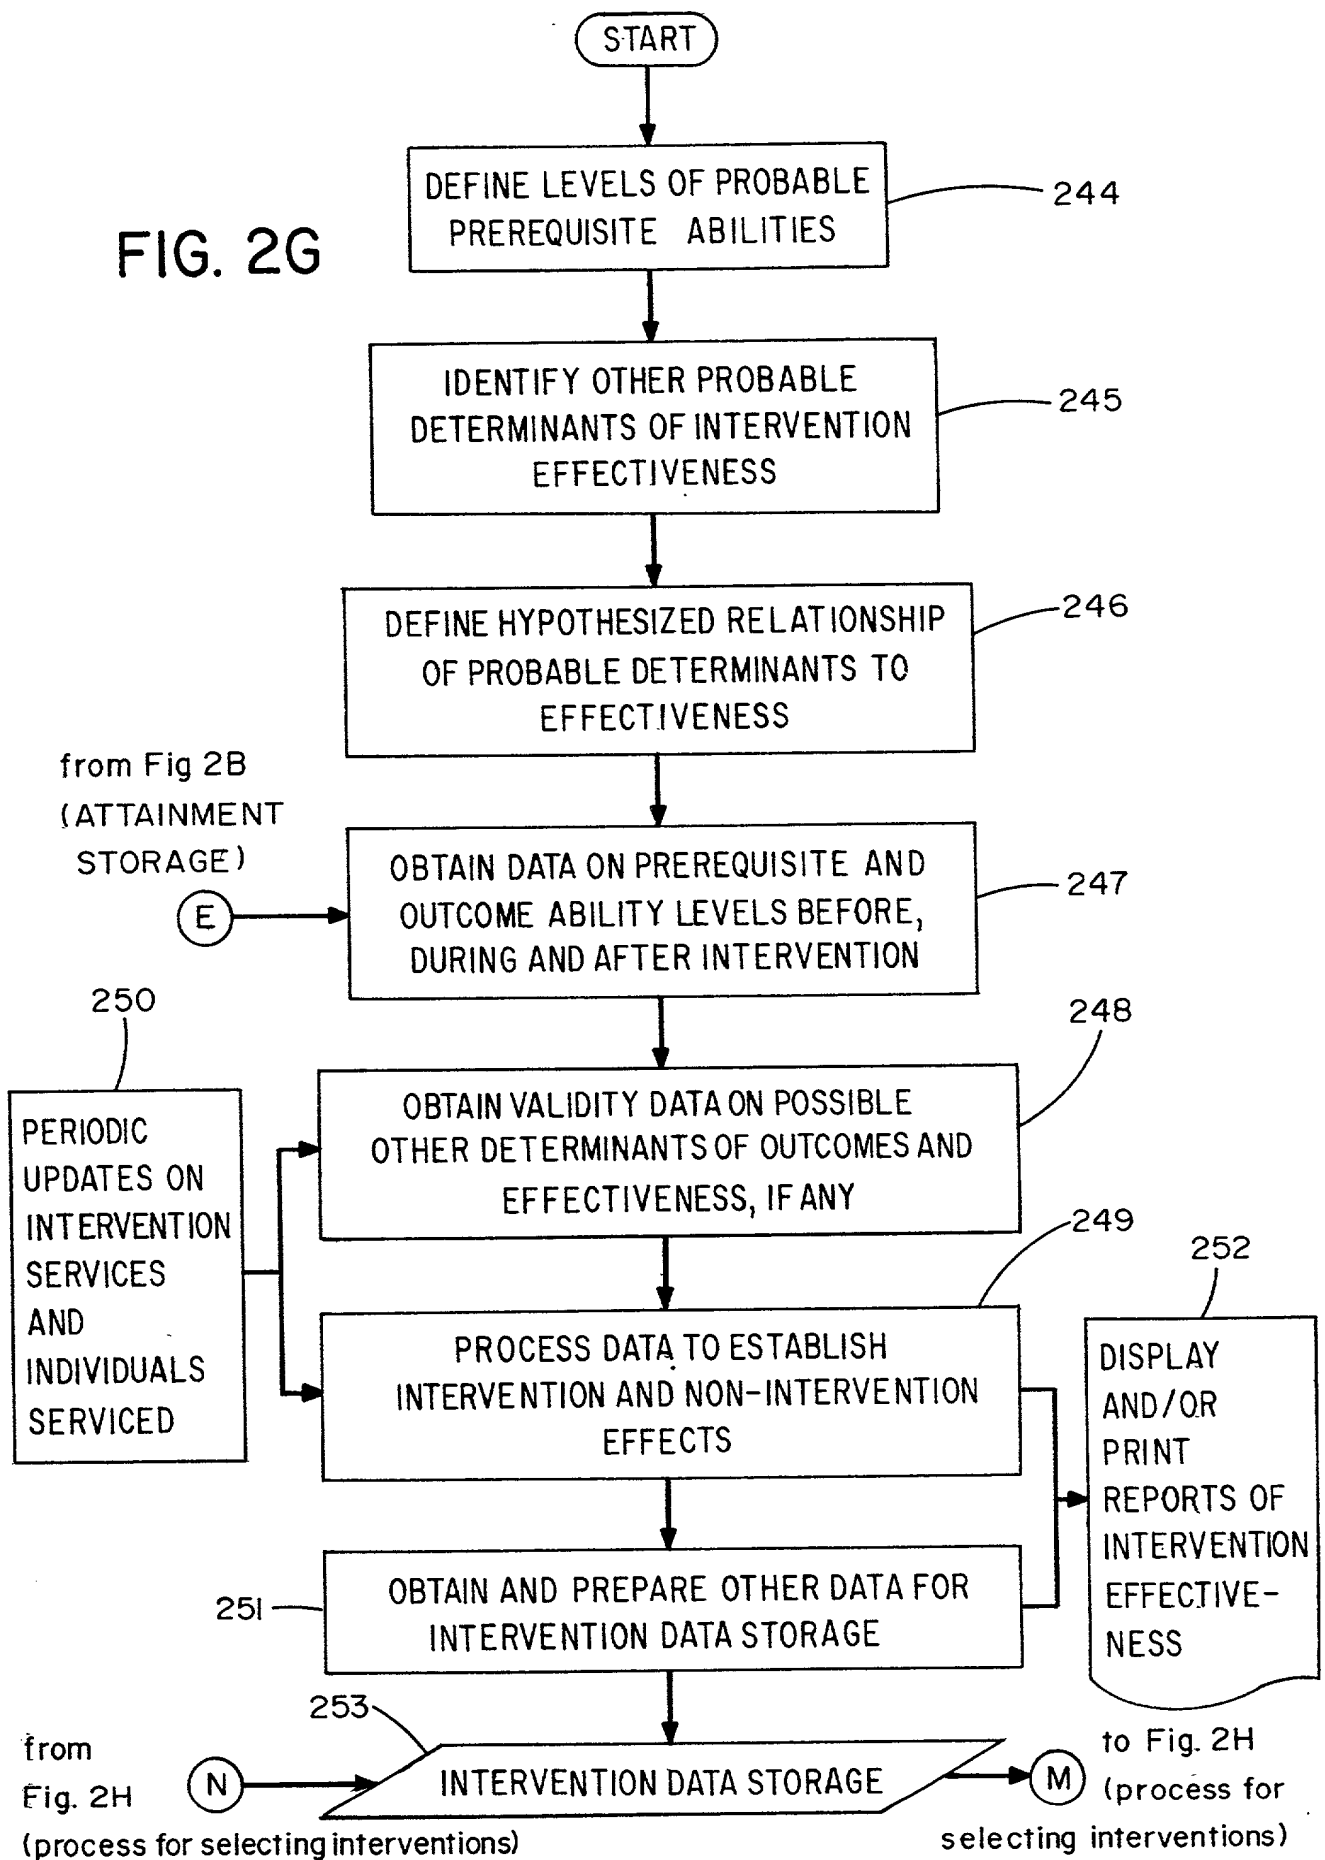 START
DEFINE LEVELS OF PROBABLE
PREREQUISITE ABILITIES
244
FIG. 2G
IDENTIFY OTHER PROBABLE
DETERMINANTS OF INTERVENTION
EFFECTIVENESS
245
DEFINE HYPOTHESIZED RELATIONSHIP
OF PROBABLE DETERMINANTS TO
EFFECTIVENESS
246
from Fig 2B
(ATTAINMENT
STORAGE)
E
OBTAIN DATA ON PREREQUISITE AND
OUTCOME ABILITY LEVELS BEFORE,
DURING AND AFTER INTERVENTION
247
250
PERIODIC
UPDATES ON
INTERVENTION
SERVICES
AND
INDIVIDUALS
SERVICED
248
OBTAIN VALIDITY DATA ON POSSIBLE
OTHER DETERMINANTS OF OUTCOMES AND
EFFECTIVENESS, IF ANY
249
PROCESS DATA TO ESTABLISH
INTERVENTION AND NON-INTERVENTION
EFFECTS
252
DISPLAY
AND/OR
PRINT
REPORTS OF
INTERVENTION
EFFECTIVE-
NESS
251
OBTAIN AND PREPARE OTHER DATA FOR
INTERVENTION DATA STORAGE
253
from
Fig. 2H
(process for selecting interventions)
N
INTERVENTION DATA STORAGE
M
to Fig. 2H
(process for
selecting interventions)